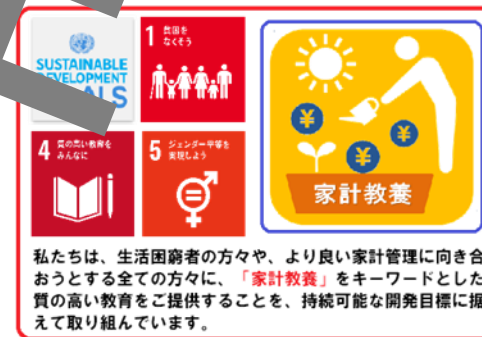 SUSTAINABLE
DEVELOPMENT
1 貧困を
なくそう
4 質の高い教育を
みんなに
5 ジェンダー平等を
実現しよう
¥
¥
¥
家計教養
私たちは、生活困窮者の方々や、より良い家計管理に向き合
おうとする全ての方々に、「家計教養」をキーワードとした
質の高い教育をご提供することを、持続可能な開発目標に据
えて取り組んでいます。